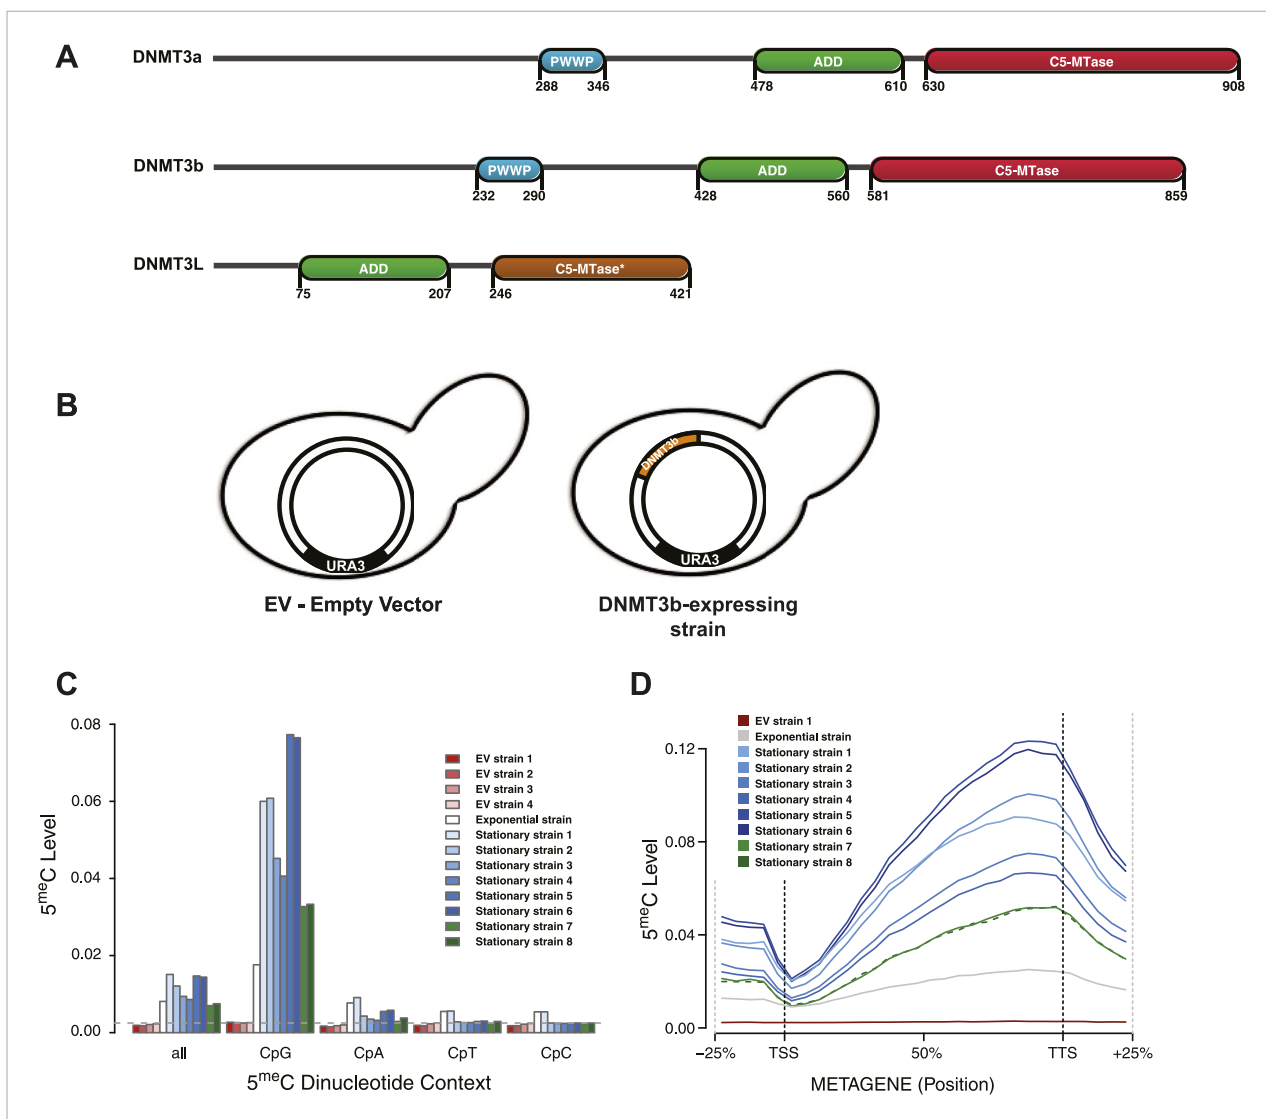 A
DNMT3a
PWWP
ADD
C5-MTase
288
346
478
610
630
908
DNMT3b
PWWP
ADD
C5-MTase
232
290
428
560
581
859
DNMT3L
ADD
C5-MTase*
75
207
246
421
B
URA3
EV - Empty Vector
DNMT3b
URA3
DNMT3b-expressing
strain
C
5meC Level
0.08
0.06
0.04
0.02
0.00
EV strain 1
EV strain 2
EV strain 3
EV strain 4
Exponential strain
Stationary strain 1
Stationary strain 2
Stationary strain 3
Stationary strain 4
Stationary strain 5
Stationary strain 6
Stationary strain 7
Stationary strain 8
all
CpG
CpA
CpT
CpC
5meC Dinucleotide Context
D
5meC Level
0.12
0.08
0.04
0.00
EV strain 1
Exponential strain
Stationary strain 1
Stationary strain 2
Stationary strain 3
Stationary strain 4
Stationary strain 5
Stationary strain 6
Stationary strain 7
Stationary strain 8
−25%
TSS
50%
TTS
+25%
METAGENE (Position)